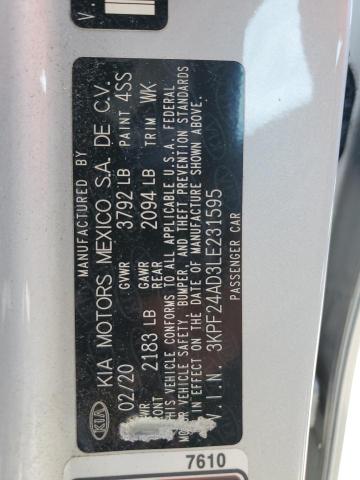 V.
MANUFACTURED BY
KIA KIA MOTORS MEXICO S.A. DE C.V.
02/20 GVWR 3792 LB PAINT 4SS
GAWR FRONT 2183 LB GAWR REAR 2094 LB TRIM WK
THIS VEHICLE CONFORMS TO ALL APPLICABLE U.S.A. FEDERAL
MOTOR VEHICLE SAFETY, BUMPER, AND THEFT PREVENTION STANDARDS
IN EFFECT ON THE DATE OF MANUFACTURE SHOWN ABOVE.
V.I.N. 3KPF24AD3LE231595
PASSENGER CAR
7610